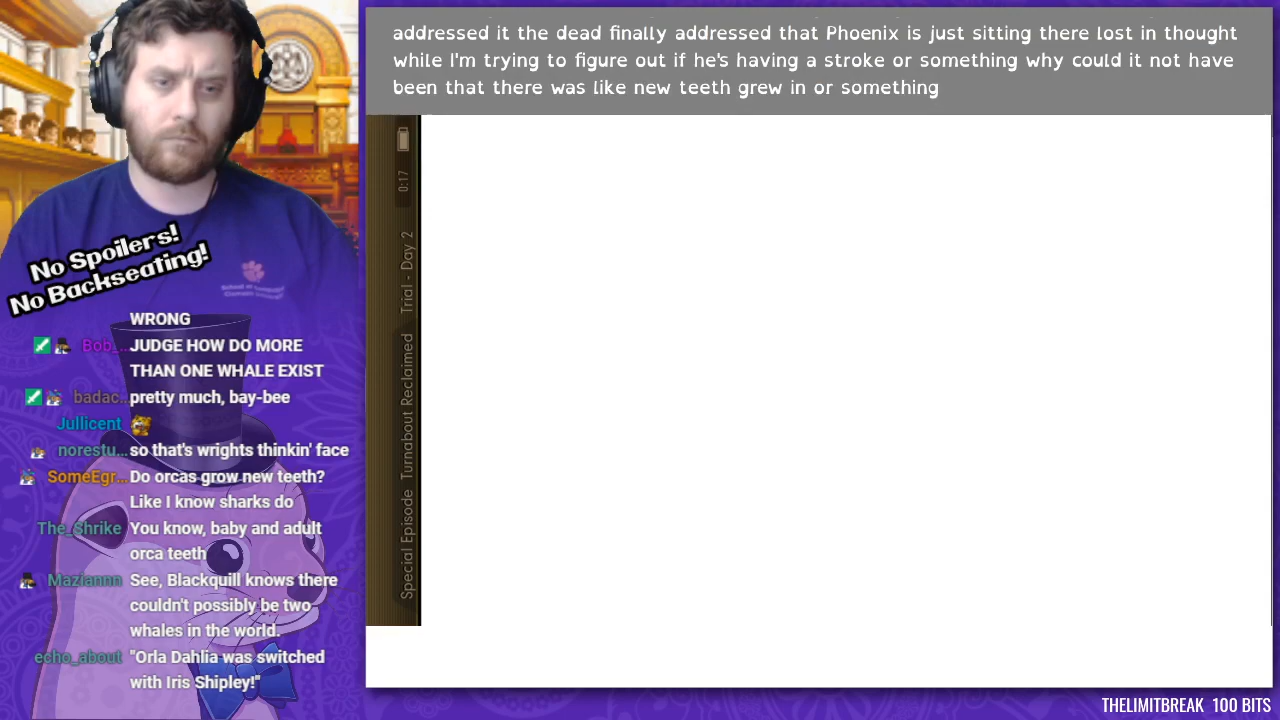 addressed it the dead finally addressed that Phoenix is just sitting there lost in thought
while I'm trying to figure out if he's having a stroke or something why could it not have
been that there was like new teeth grew in or something
0:17
Special Episode Turnabout Reclaimed Trial - Day 2
No Spoilers!
No Backseating!
WRONG
Bob_... JUDGE HOW DO MORE
THAN ONE WHALE EXIST
badac... pretty much, bay-bee
Jullicent
norestu... so that's wrights thinkin' face
SomeEgr... Do orcas grow new teeth?
Like I know sharks do
The_Shrike You know, baby and adult
orca teeth
Maziannn See, Blackquill knows there
couldn't possibly be two
whales in the world.
echo_about "Orla Dahlia was switched
with Iris Shipley!"
THELIMITBREAK 100 BITS